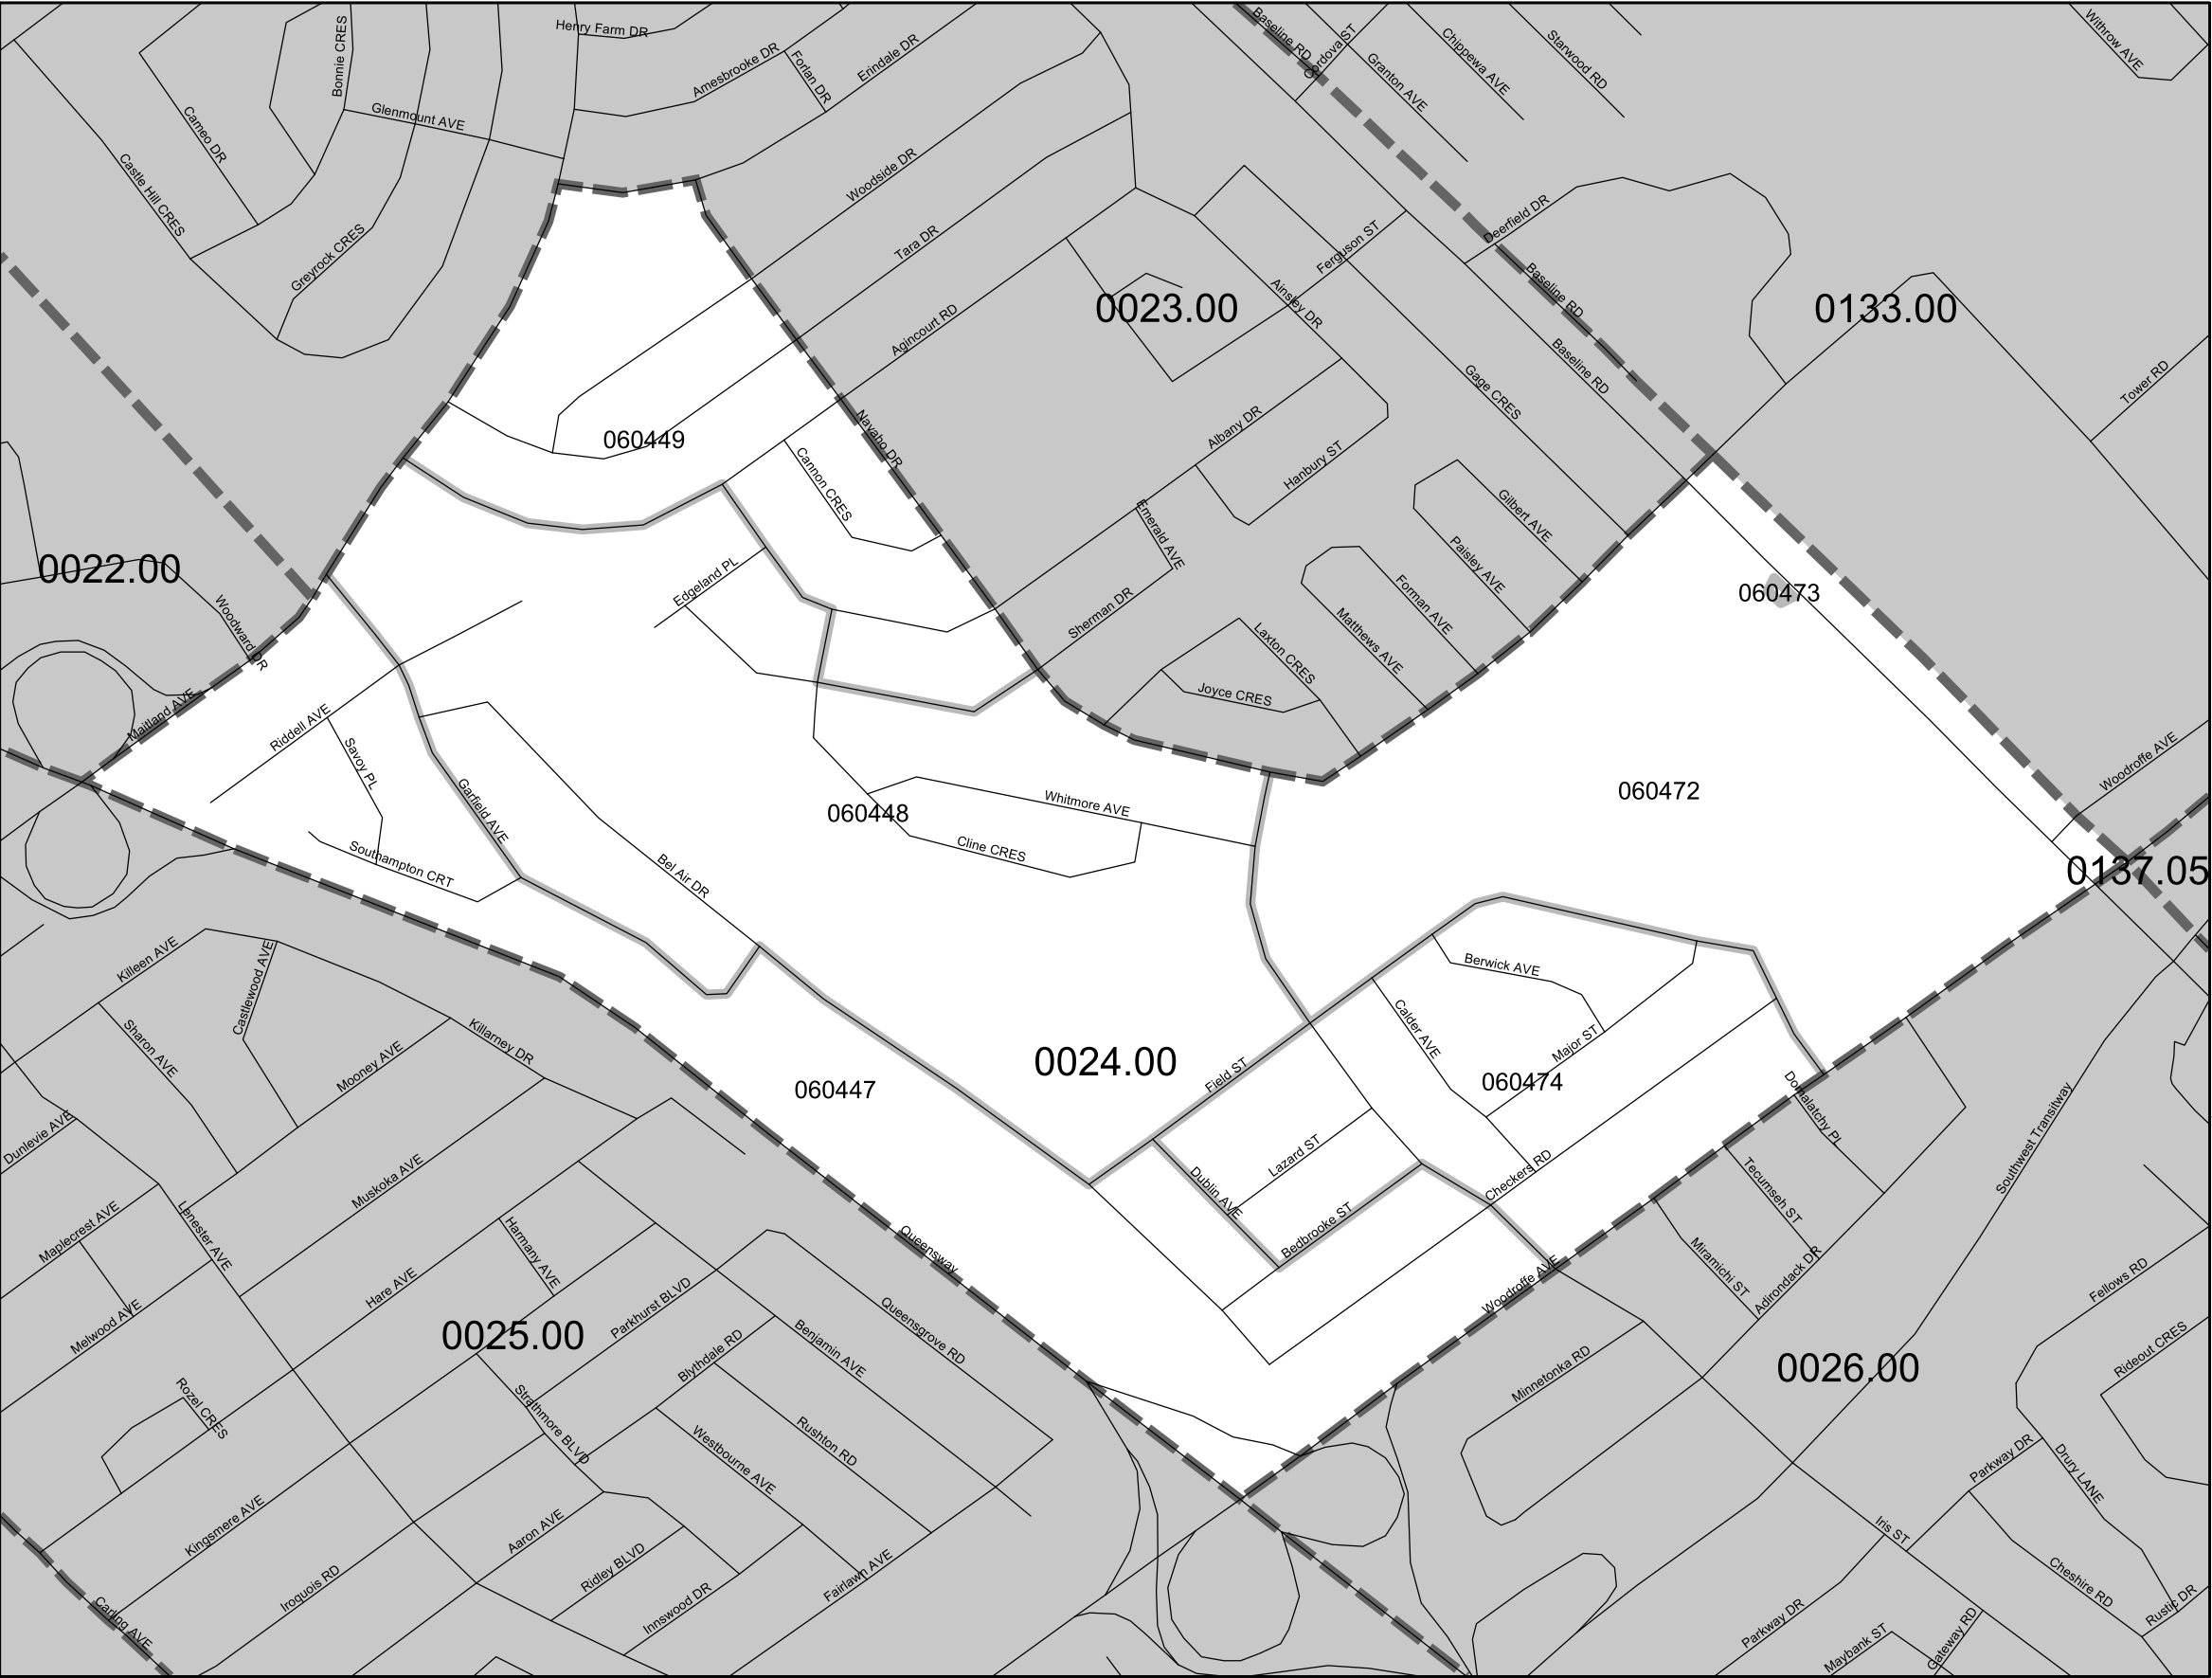 Henry Farm DR
Bonnie CRES
Baseline RD
Cordova ST
Granton AVE
Chippewa AVE
Starwood RD
Withrow AVE
Amesbrooke DR
Forlan DR
Erindale DR
Cameo DR
Glenmount AVE
Castle Hill CRES
Greyrock CRES
Woodside DR
Tara DR
Agincourt RD
Ferguson ST
Ainsley DR
Deerfield DR
Baseline RD
Baseline RD
0023.00
0133.00
Gage CRES
Tower RD
Albany DR
Hanbury ST
060449
Navaho DR
Cannon CRES
Emerald AVE
Gilbert AVE
Paisley AVE
Forman AVE
Matthews AVE
0022.00
Woodward DR
Edgeland PL
Sherman DR
Laxton CRES
Joyce CRES
060473
Maitland AVE
Riddell AVE
Savoy PL
Garfield AVE
Southampton CRT
Bel Air DR
060448
Whitmore AVE
Cline CRES
060472
Woodroffe AVE
0137.05
Killeen AVE
Castlewood AVE
Sharon AVE
Mooney AVE
Killarney DR
Berwick AVE
Calder AVE
Major ST
060474
0024.00
060447
Field ST
Lazard ST
Dublin AVE
Bedbrooke ST
Checkers RD
Donalatchy PL
Tecumseh ST
Miramichi ST
Adirondack DR
Southwest Transitway
Dunlevie AVE
Muskoka AVE
Maplecrest AVE
Lenester AVE
Harmany AVE
Hare AVE
Melwood AVE
Queensway
Woodroffe AVE
Fellows RD
0025.00
Parkhurst BLVD
Queensgrove RD
Blythdale RD
Benjamin AVE
Minnetonka RD
0026.00
Rideout CRES
Rozel CRES
Strathmore BLVD
Rushton RD
Westbourne AVE
Parkway DR
Drury LANE
Kingsmere AVE
Aaron AVE
Iris ST
Iroquois RD
Ridley BLVD
Innswood DR
Fairlawn AVE
Cheshire RD
Rustic DR
Carling AVE
Parkway DR
Maybank ST
Gateway RD